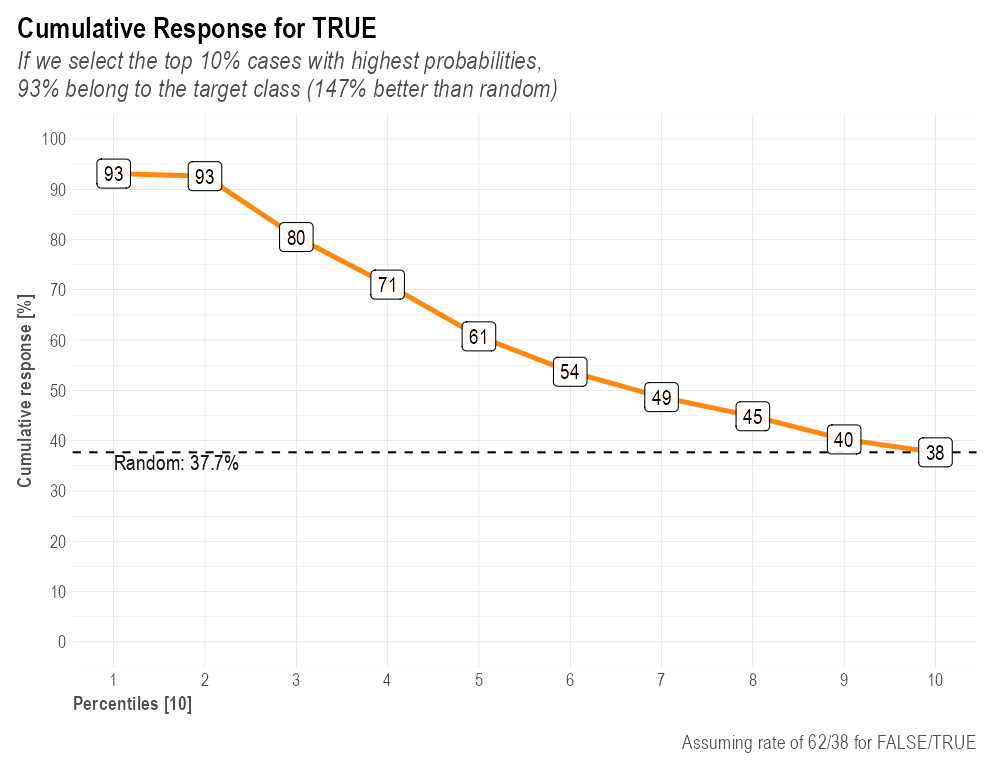 Cumulative Response for TRUE
If we select the top 10% cases with highest probabilities,
93% belong to the target class (147% better than random)
Cumulative response [%]
100
90
80
70
60
50
40
30
20
10
0
93
93
80
71
61
54
49
45
40
38
Random: 37.7%
1 2 3 4 5 6 7 8 9 10
Percentiles [10]
Assuming rate of 62/38 for FALSE/TRUE